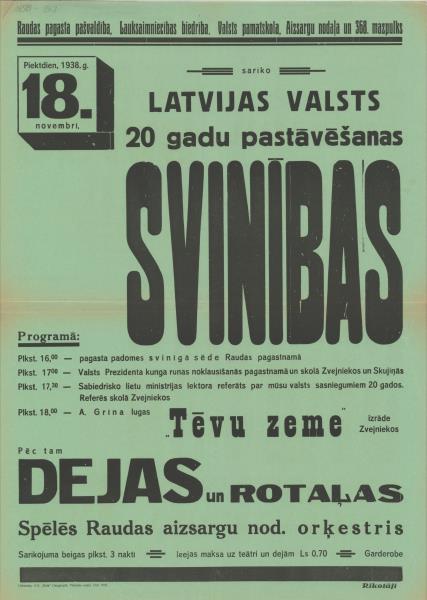 Raudas pagasta pašvaldība, Lauksaimniecības biedrība, Valsts pamatskola, Aizsargu nodaļa un 368. maspulks
Piektdien, 1938. g.
18.
novembrī,
sariko
LATVIJAS VALSTS
20 gadu pastāvēšanas
SVINĪBAS
Programā:
Plkst. 16,00 — pagasta padomes svinīgā sēde Raudas pagastnamā
Plkst. 17,00 — Valsts Prezidenta kunga runas noklausīšanās pagastnamā un skolā Zvejniekos un Skujiņās
Plkst. 17,30 — Sabiedrisko lietu ministrijas lektora referāts par mūsu valsts sasniegumiem 20 gados.
Referēs skolā Zvejniekos
Plkst. 18,00 — A. Grina lugas „Tēvu zeme" izrāde
Zvejniekos
Pēc tam
DEJAS un ROTAĻAS
Spēlēs Raudas aizsargu nod. orķestris
Sarīkojuma beigas plkst. 3 naktī — Ieejas maksa uz teātri un dejām Ls 0.70 — Garderobe
Rīkotāji